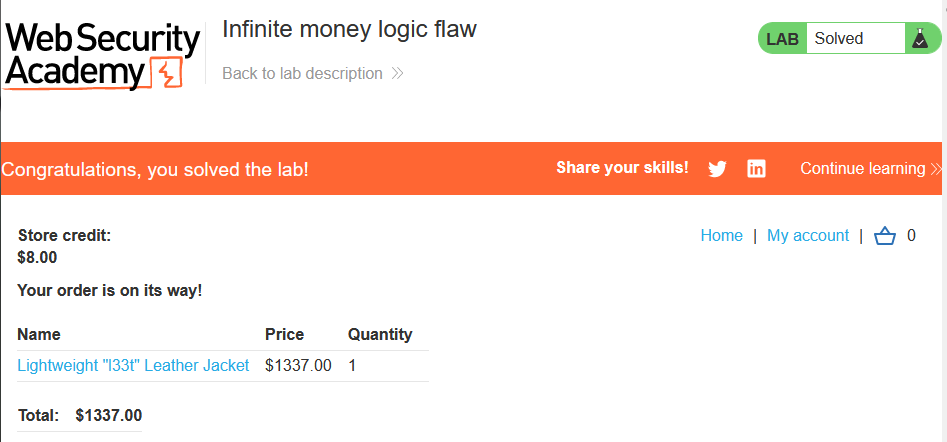 Web Security
Academy
Infinite money logic flaw
Back to lab description
LAB Solved
Congratulations, you solved the lab!
Share your skills!
Continue learning
Store credit:
$8.00
Home | My account | 0
Your order is on its way!
Name Price Quantity
Lightweight "l33t" Leather Jacket $1337.00 1
Total: $1337.00